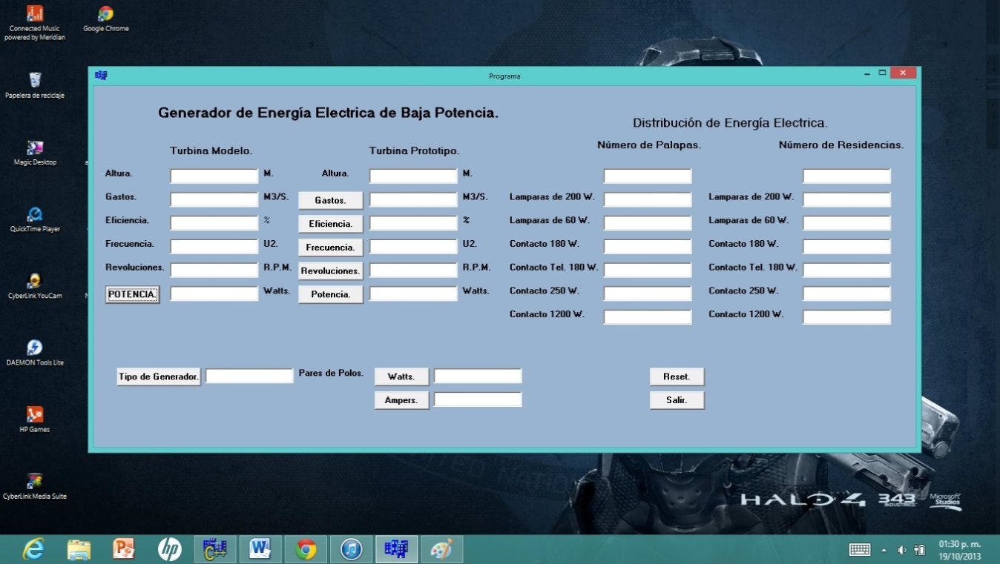 Connected Music
powered by Meridian
Google Chrome
Papelera de reciclaje
Magic Desktop
QuickTime Player
CyberLink YouCam
DAEMON Tools Lite
HP Games
CyberLink Media Suite
Programa
Generador de Energía Electrica de Baja Potencia.
Distribución de Energía Electrica.
Turbina Modelo. Turbina Prototipo. Número de Palapas. Número de Residencias.
Altura. M. Altura. M.
Gastos. M3/S. Gastos. M3/S. Lamparas de 200 W. Lamparas de 200 W.
Eficiencia. % Eficiencia. % Lamparas de 60 W. Lamparas de 60 W.
Frecuencia. U2. Frecuencia. U2. Contacto 180 W. Contacto 180 W.
Revoluciones. R.P.M. Revoluciones. R.P.M. Contacto Tel. 180 W. Contacto Tel. 180 W.
POTENCIA. Watts. Potencia. Watts. Contacto 250 W. Contacto 250 W.
Contacto 1200 W. Contacto 1200 W.
Tipo de Generador. Pares de Polos. Watts. Reset.
Ampers. Salir.
HALO 4 343 INDUSTRIES Microsoft Studios
hp C++
01:30 p. m.
19/10/2013